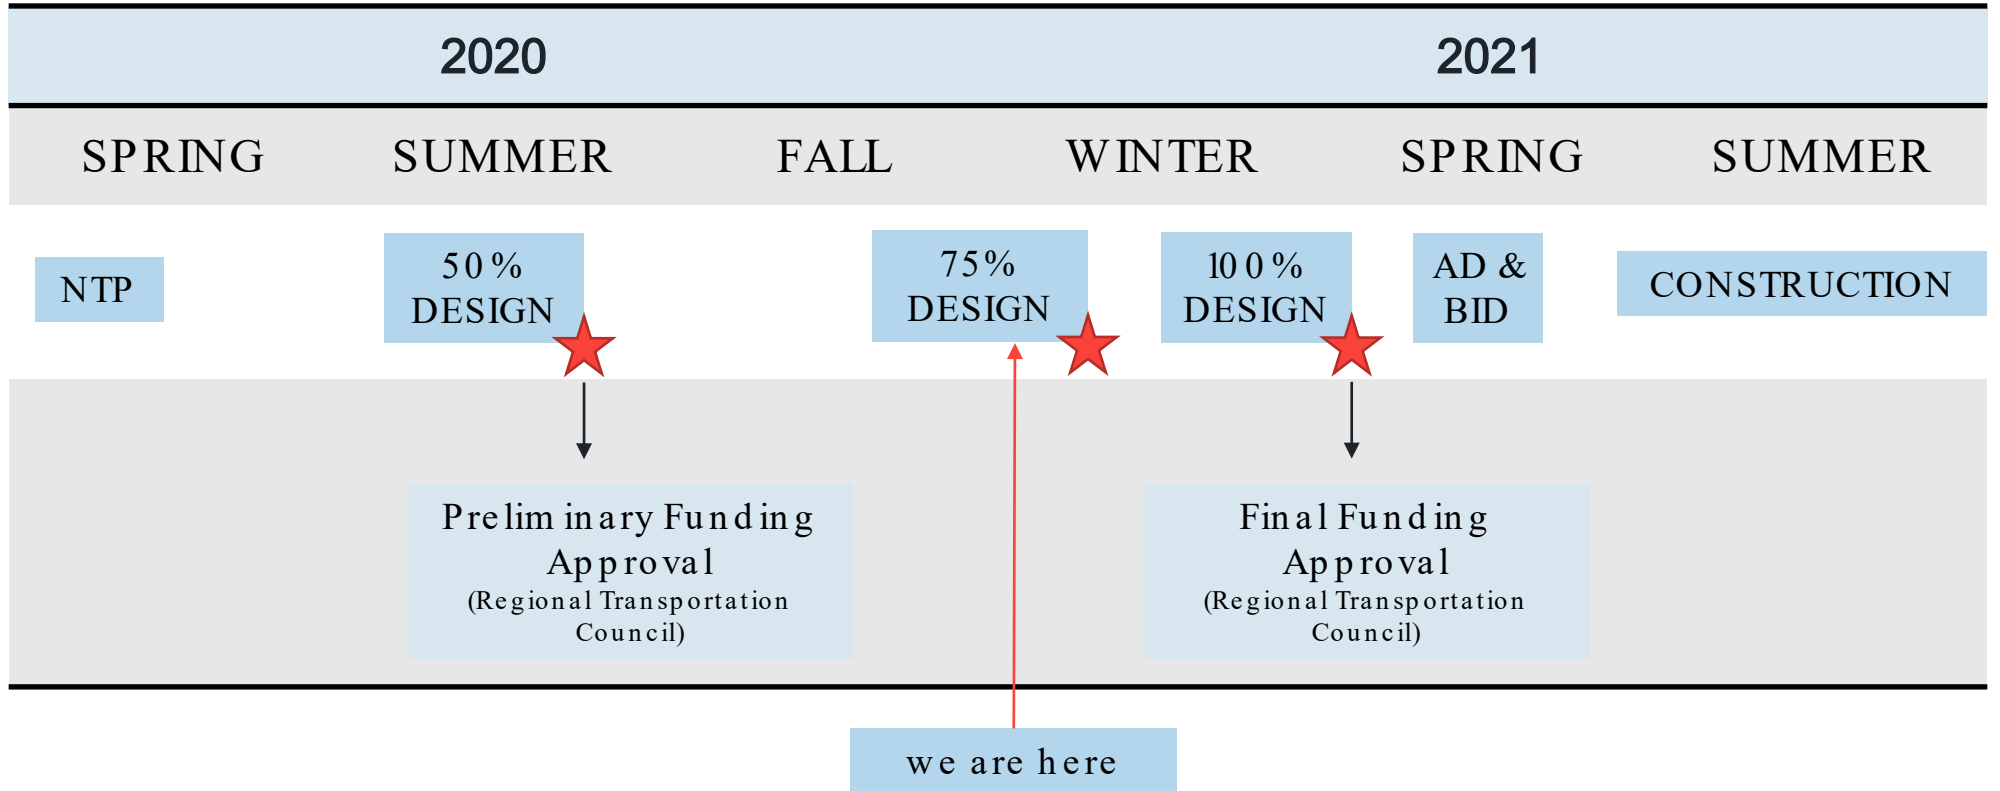 2020 2021
SPRING SUMMER FALL WINTER SPRING SUMMER
NTP
50%
DESIGN
75%
DESIGN
100%
DESIGN
AD &
BID
CONSTRUCTION
Preliminary Funding
Approval
(Regional Transportation
Council)
Final Funding
Approval
(Regional Transportation
Council)
we are here